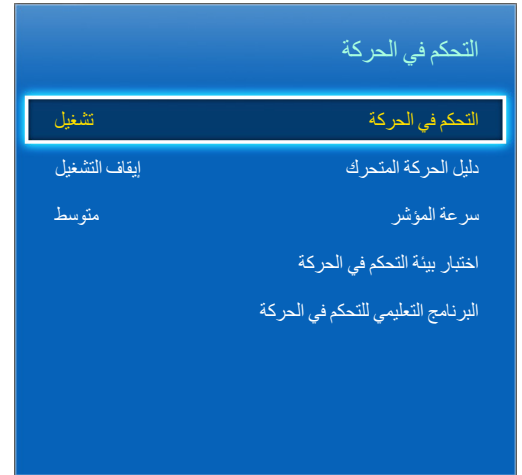 التحكم في الحركة
التحكم في الحركة تشغيل
دليل الحركة المتحرك إيقاف التشغيل
سرعة المؤشر متوسط
اختبار بيئة التحكم في الحركة
البرنامج التعليمي للتحكم في الحركة